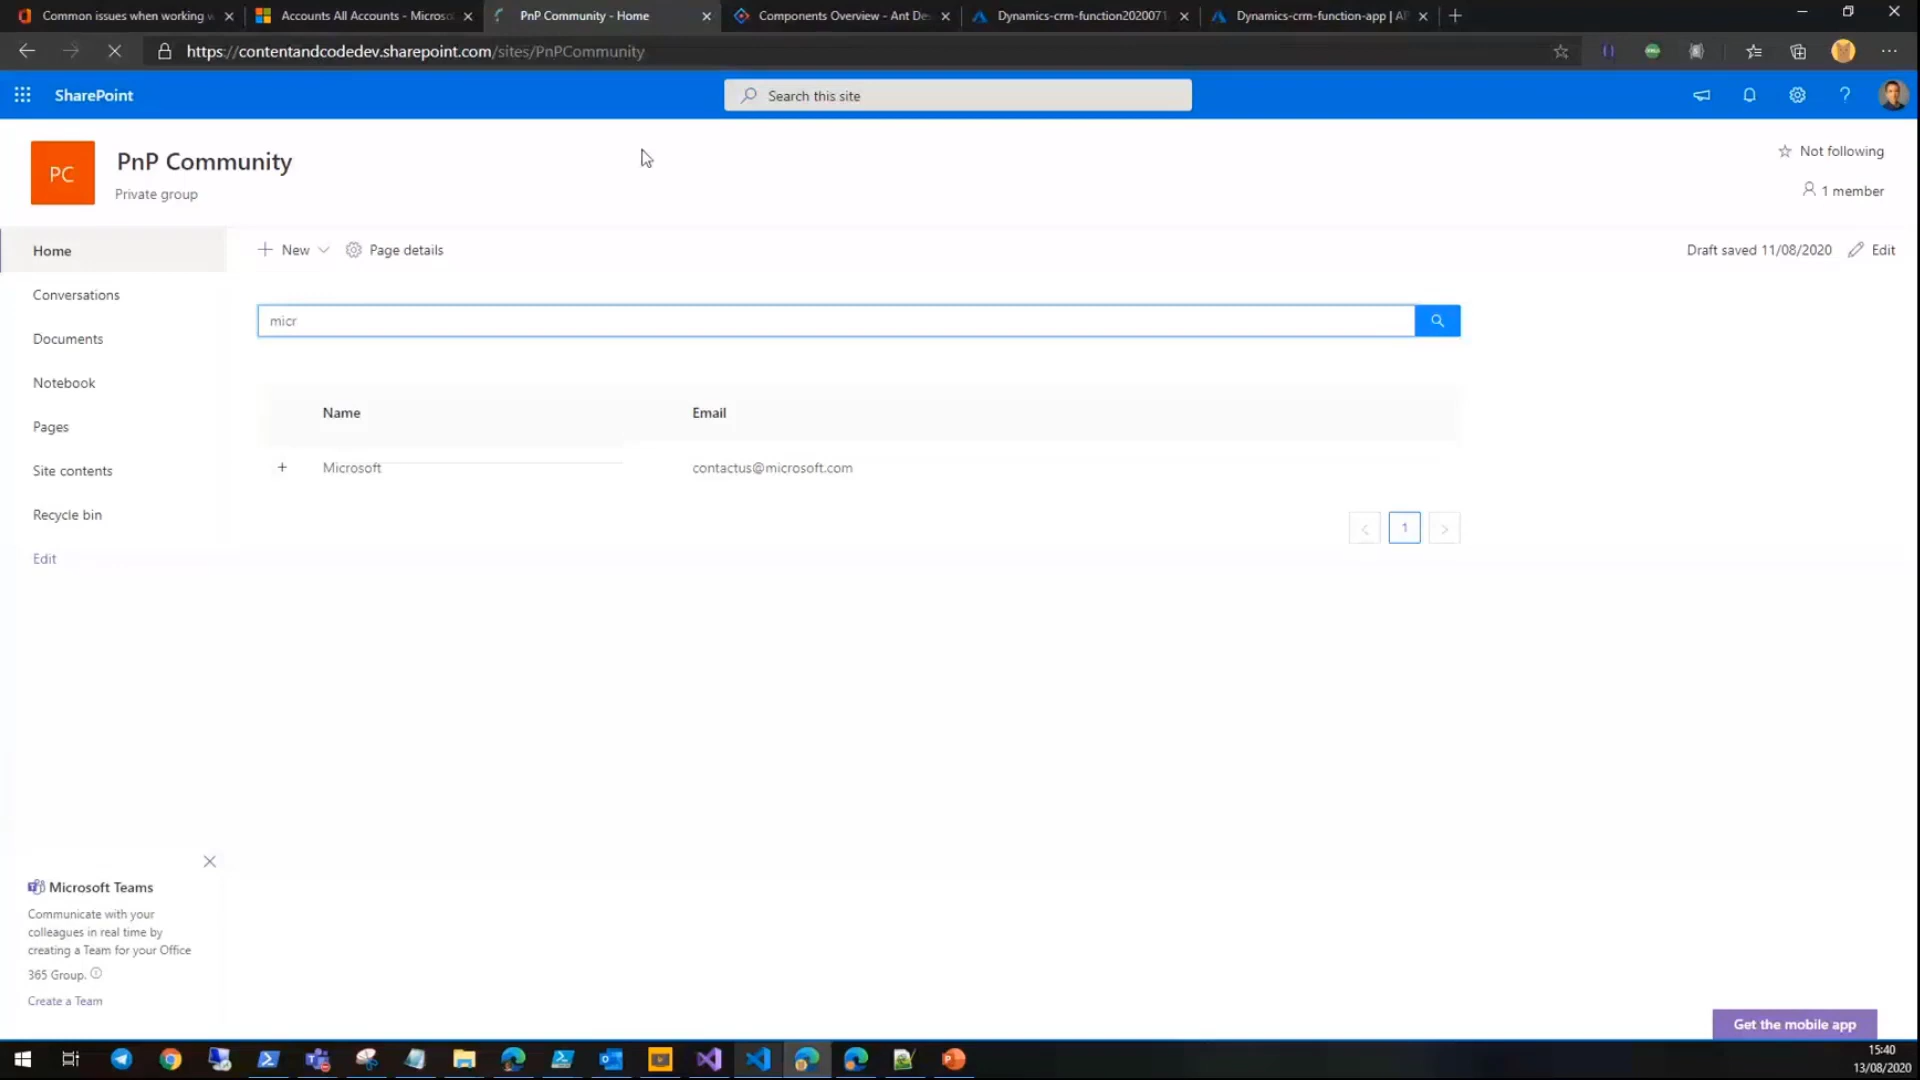 Common issues when working w
Accounts All Accounts - Microso
PnP Community - Home
Components Overview - Ant De
Dynamics-crm-function2020071
Dynamics-crm-function-app | AP
https://contentandcodedev.sharepoint.com/sites/PnPCommunity
SharePoint
Search this site
PC
PnP Community
Private group
Not following
1 member
Home
Conversations
Documents
Notebook
Pages
Site contents
Recycle bin
Edit
New
Page details
Draft saved 11/08/2020
Edit
micr
Name
Email
Microsoft
contactus@microsoft.com
1
Microsoft Teams
Communicate with your
colleagues in real time by
creating a Team for your Office
365 Group.
Create a Team
Get the mobile app
15:40
13/08/2020